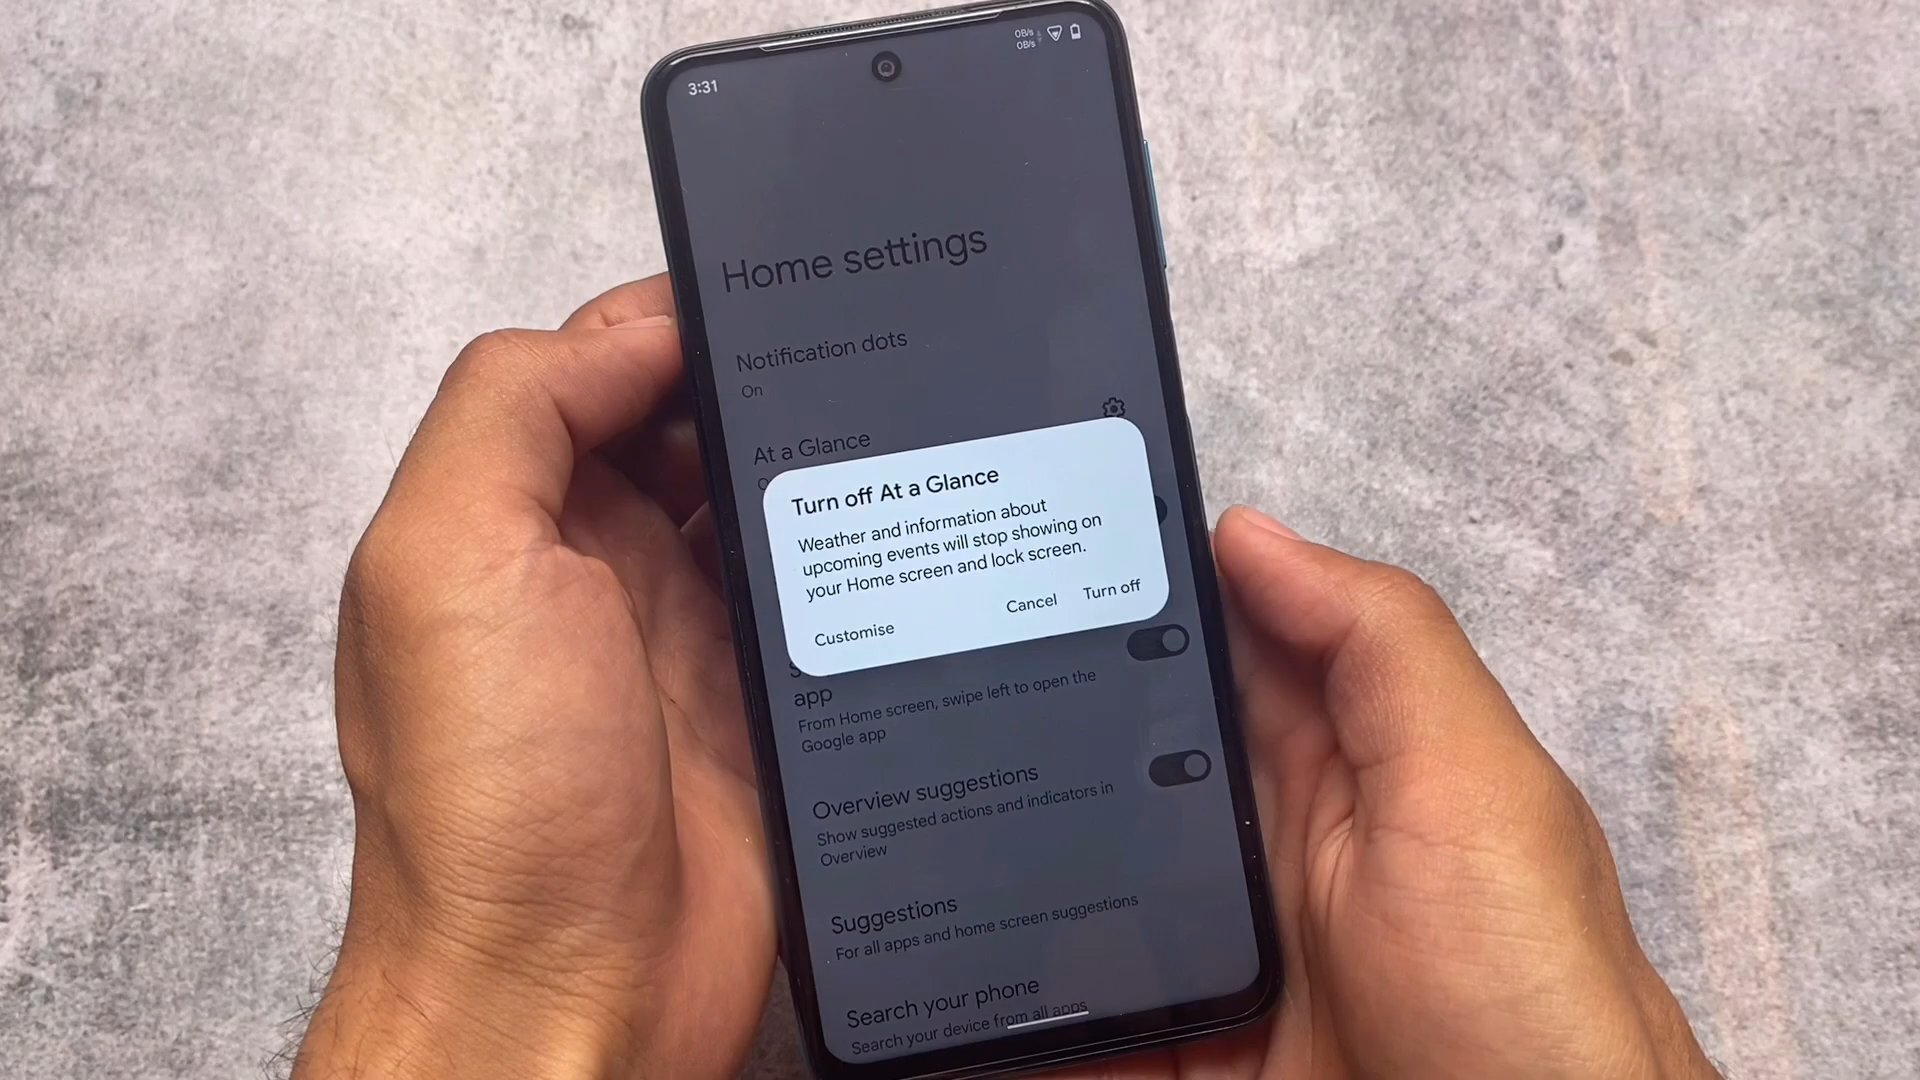 3:31
0B/s
0B/s
Home settings
Notification dots
On
At a Glance
Turn off At a Glance
Weather and information about
upcoming events will stop showing on
your Home screen and lock screen.
Customise
Cancel
Turn off
app
From Home screen, swipe left to open the
Google app
Overview suggestions
Show suggested actions and indicators in
Overview
Suggestions
For all apps and home screen suggestions
Search your phone
Search your device from all apps